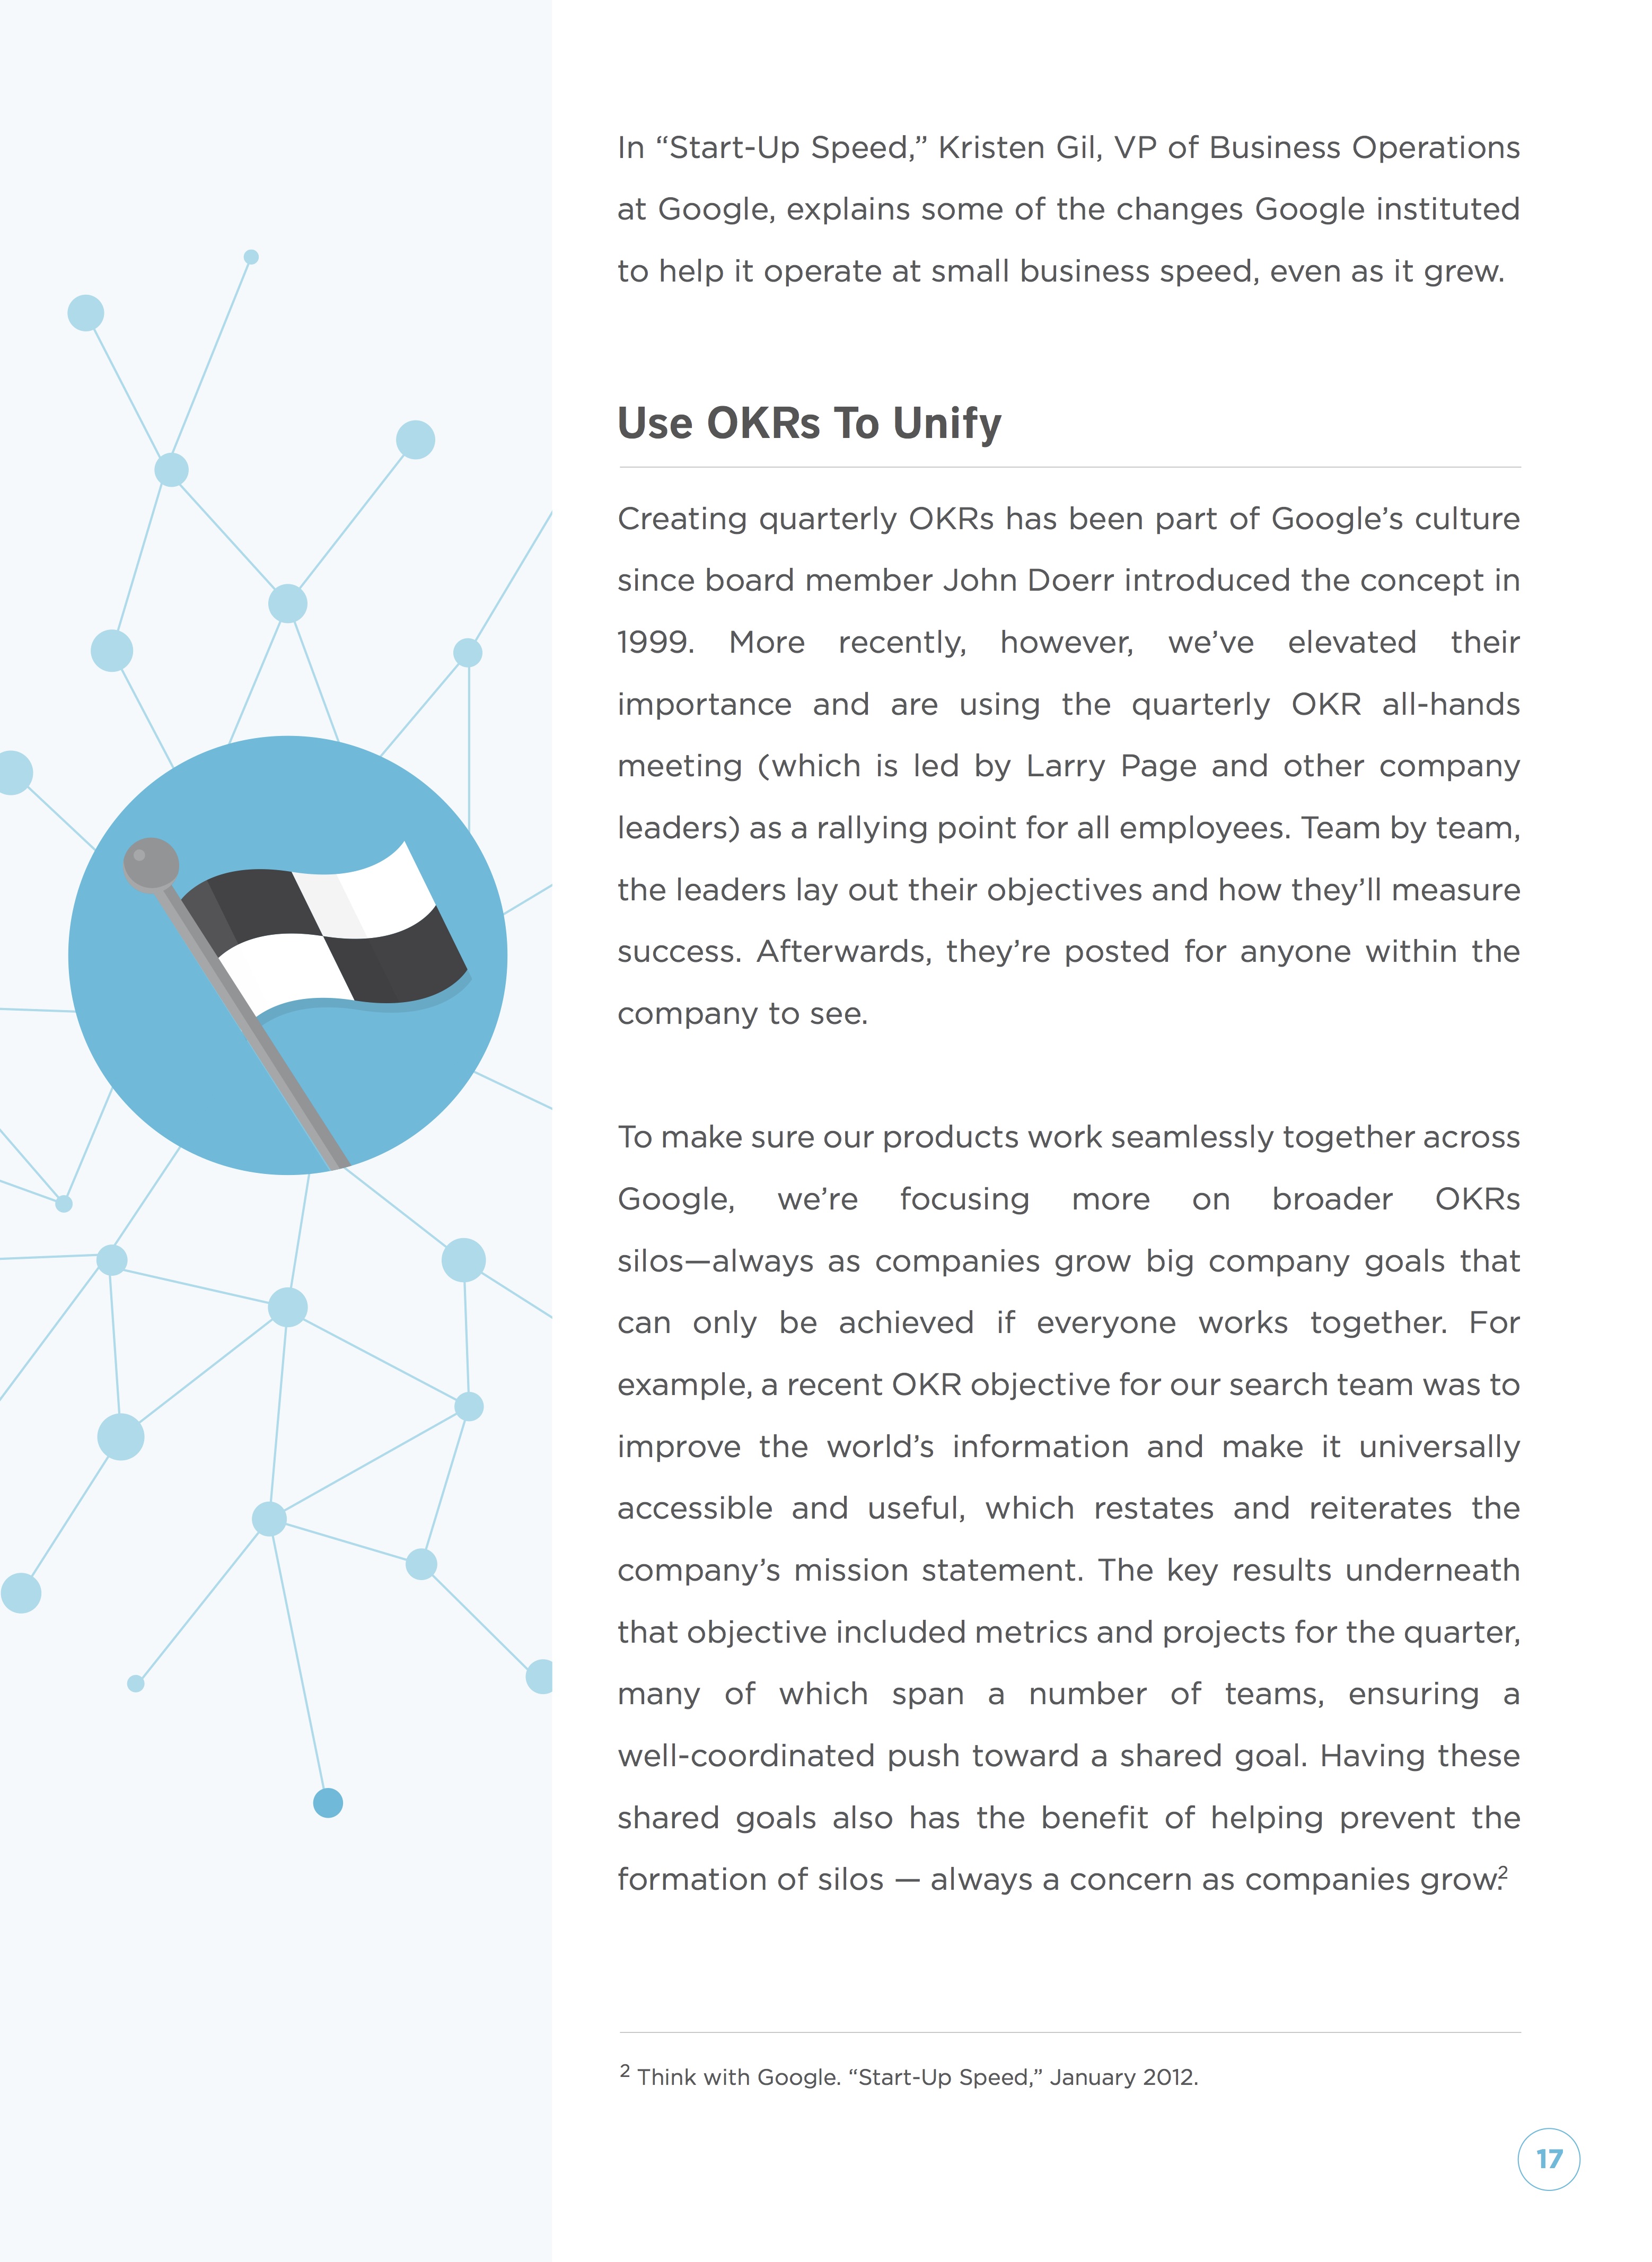 In “Start-Up Speed,” Kristen Gil, VP of Business Operations
at Google, explains some of the changes Google instituted
to help it operate at small business speed, even as it grew.
Use OKRs To Unify
Creating quarterly OKRs has been part of Google’s culture
since board member John Doerr introduced the concept in
1999. More recently, however, we’ve elevated their
importance and are using the quarterly OKR all-hands
meeting (which is led by Larry Page and other company
leaders) as a rallying point for all employees. Team by team,
the leaders lay out their objectives and how they’ll measure
success. Afterwards, they’re posted for anyone within the
company to see.
To make sure our products work seamlessly together across
Google, we’re focusing more on broader OKRs
silos—always as companies grow big company goals that
can only be achieved if everyone works together. For
example, a recent OKR objective for our search team was to
improve the world’s information and make it universally
accessible and useful, which restates and reiterates the
company’s mission statement. The key results underneath
that objective included metrics and projects for the quarter,
many of which span a number of teams, ensuring a
well-coordinated push toward a shared goal. Having these
shared goals also has the benefit of helping prevent the
formation of silos — always a concern as companies grow.²
² Think with Google. “Start-Up Speed,” January 2012.
17